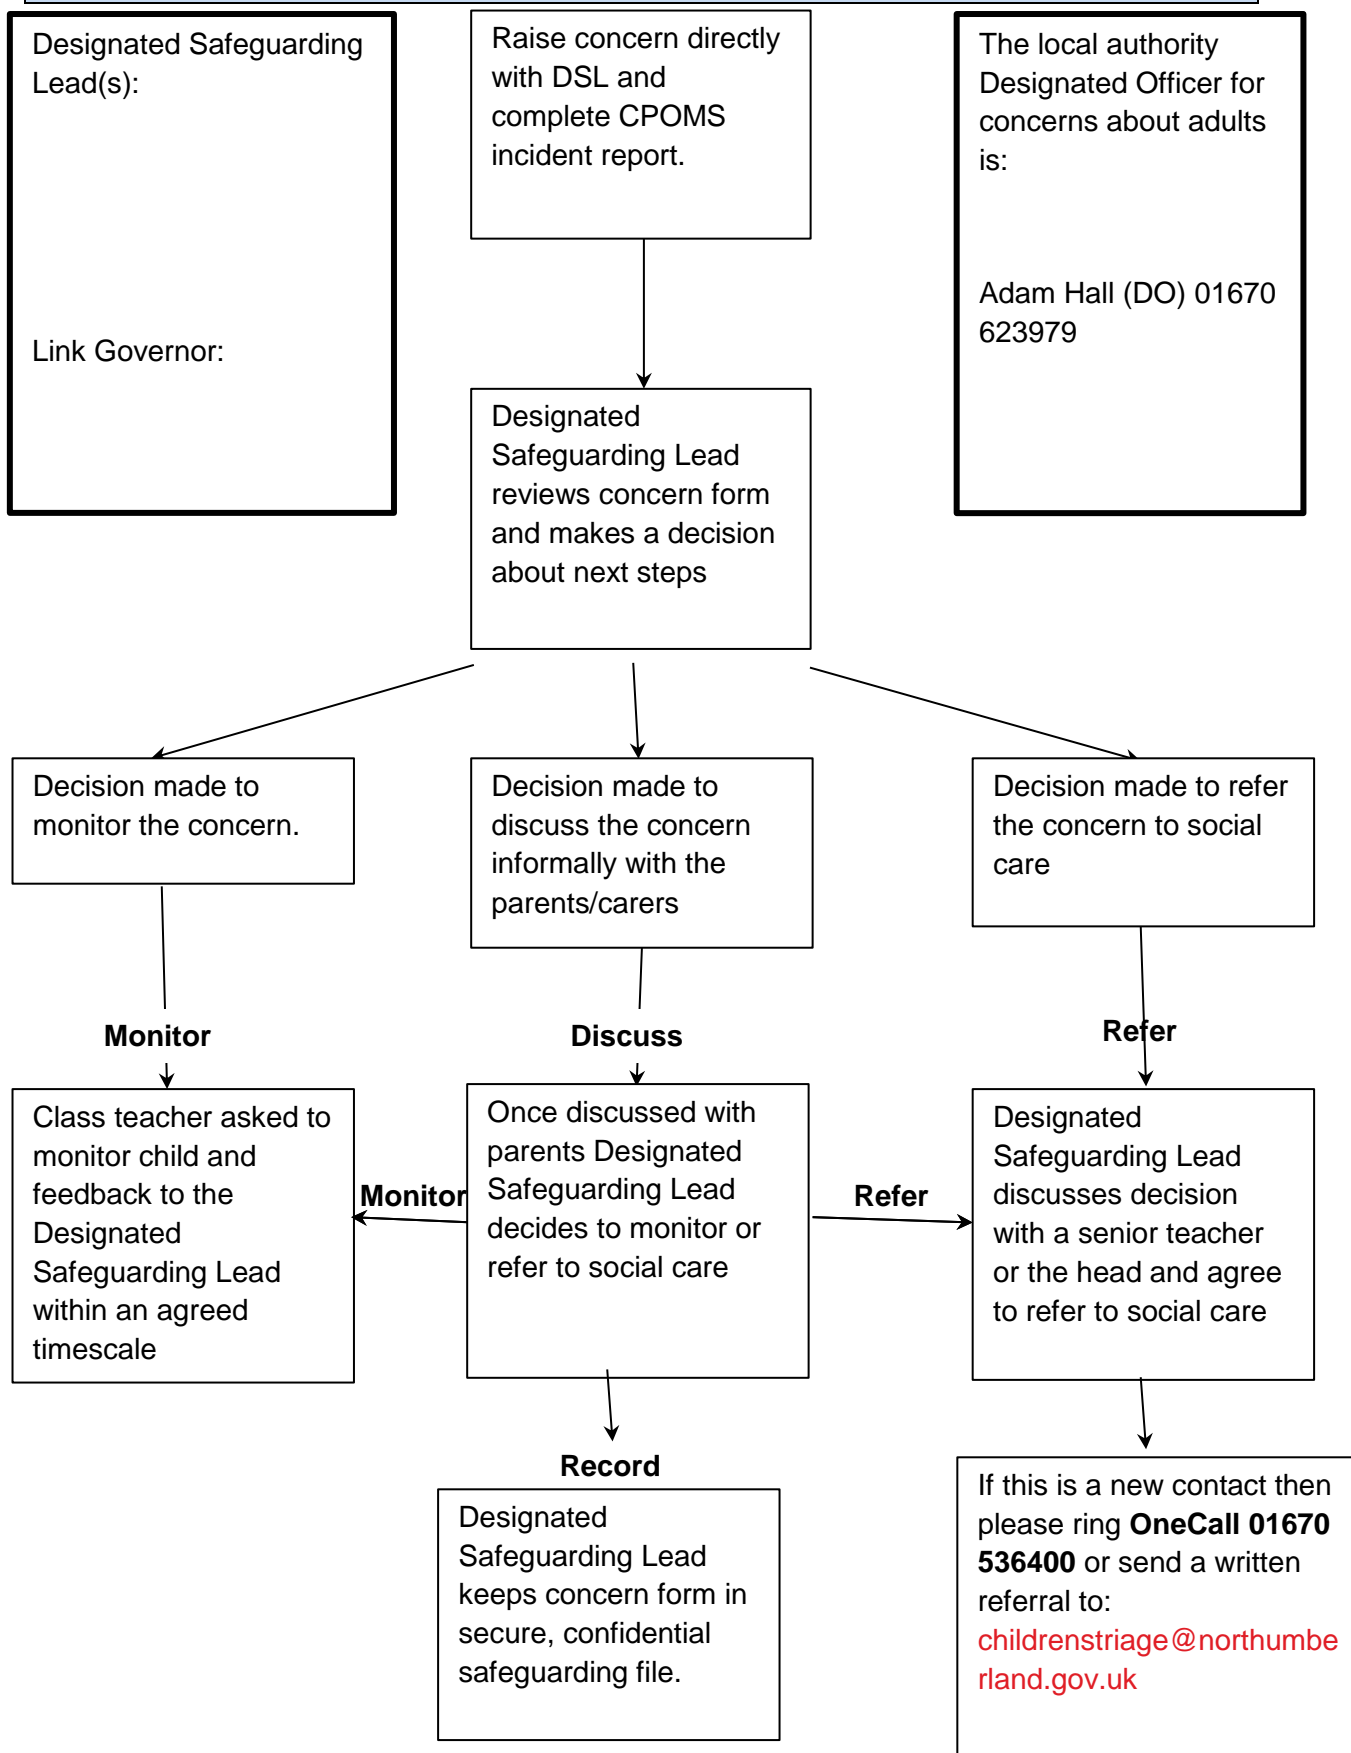 Designated Safeguarding
Lead(s):
Link Governor:
Raise concern directly
with DSL and
complete CPOMS
incident report.
The local authority
Designated Officer for
concerns about adults
is:
Adam Hall (DO) 01670
623979
Designated
Safeguarding Lead
reviews concern form
and makes a decision
about next steps
Decision made to
monitor the concern.
Decision made to
discuss the concern
informally with the
parents/carers
Decision made to refer
the concern to social
care
Monitor
Discuss
Refer
Class teacher asked to
monitor child and
feedback to the
Designated
Safeguarding Lead
within an agreed
timescale
Monitor
Once discussed with
parents Designated
Safeguarding Lead
decides to monitor or
refer to social care
Refer
Designated
Safeguarding Lead
discusses decision
with a senior teacher
or the head and agree
to refer to social care
Record
Designated
Safeguarding Lead
keeps concern form in
secure, confidential
safeguarding file.
If this is a new contact then
please ring OneCall 01670
536400 or send a written
referral to:
childrenstriage@northumbe
rland.gov.uk